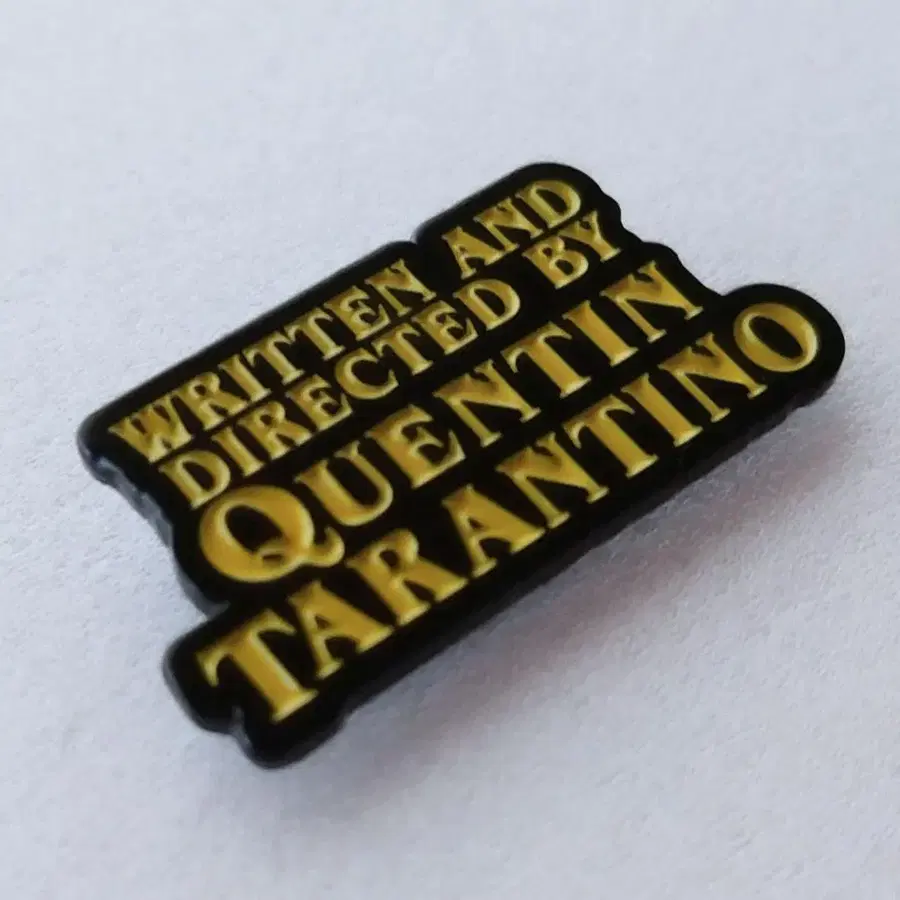 WRITTEN AND
DIRECTED BY
QUENTIN
TARANTINO